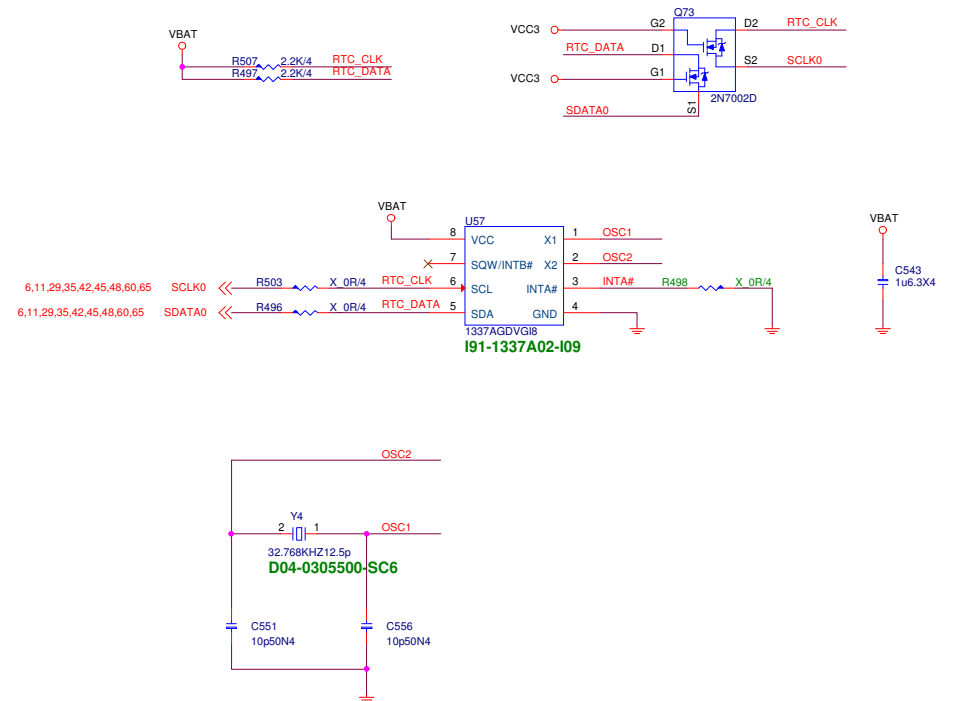 VBAT
R507 2.2K/4 RTC_CLK
R497 2.2K/4 RTC_DATA
Q73
VCC3 G2 D2 RTC_CLK
RTC_DATA D1
S2 SCLK0
VCC3 G1
2N7002D
SDATA0 S1
VBAT
U57
8 VCC X1 1 OSC1
7 SQW/INTB# X2 2 OSC2
6,11,29,35,42,45,48,60,65 SCLK0 R503 X_0R/4 RTC_CLK 6 SCL INTA# 3 INTA# R498 X_0R/4
6,11,29,35,42,45,48,60,65 SDATA0 R496 X_0R/4 RTC_DATA 5 SDA GND 4
1337AGDVGI8
I91-1337A02-I09
VBAT
C543
1u6.3X4
OSC2
Y4
2 1 OSC1
32.768KHZ12.5p
D04-0305500-SC6
C551
10p50N4
C556
10p50N4